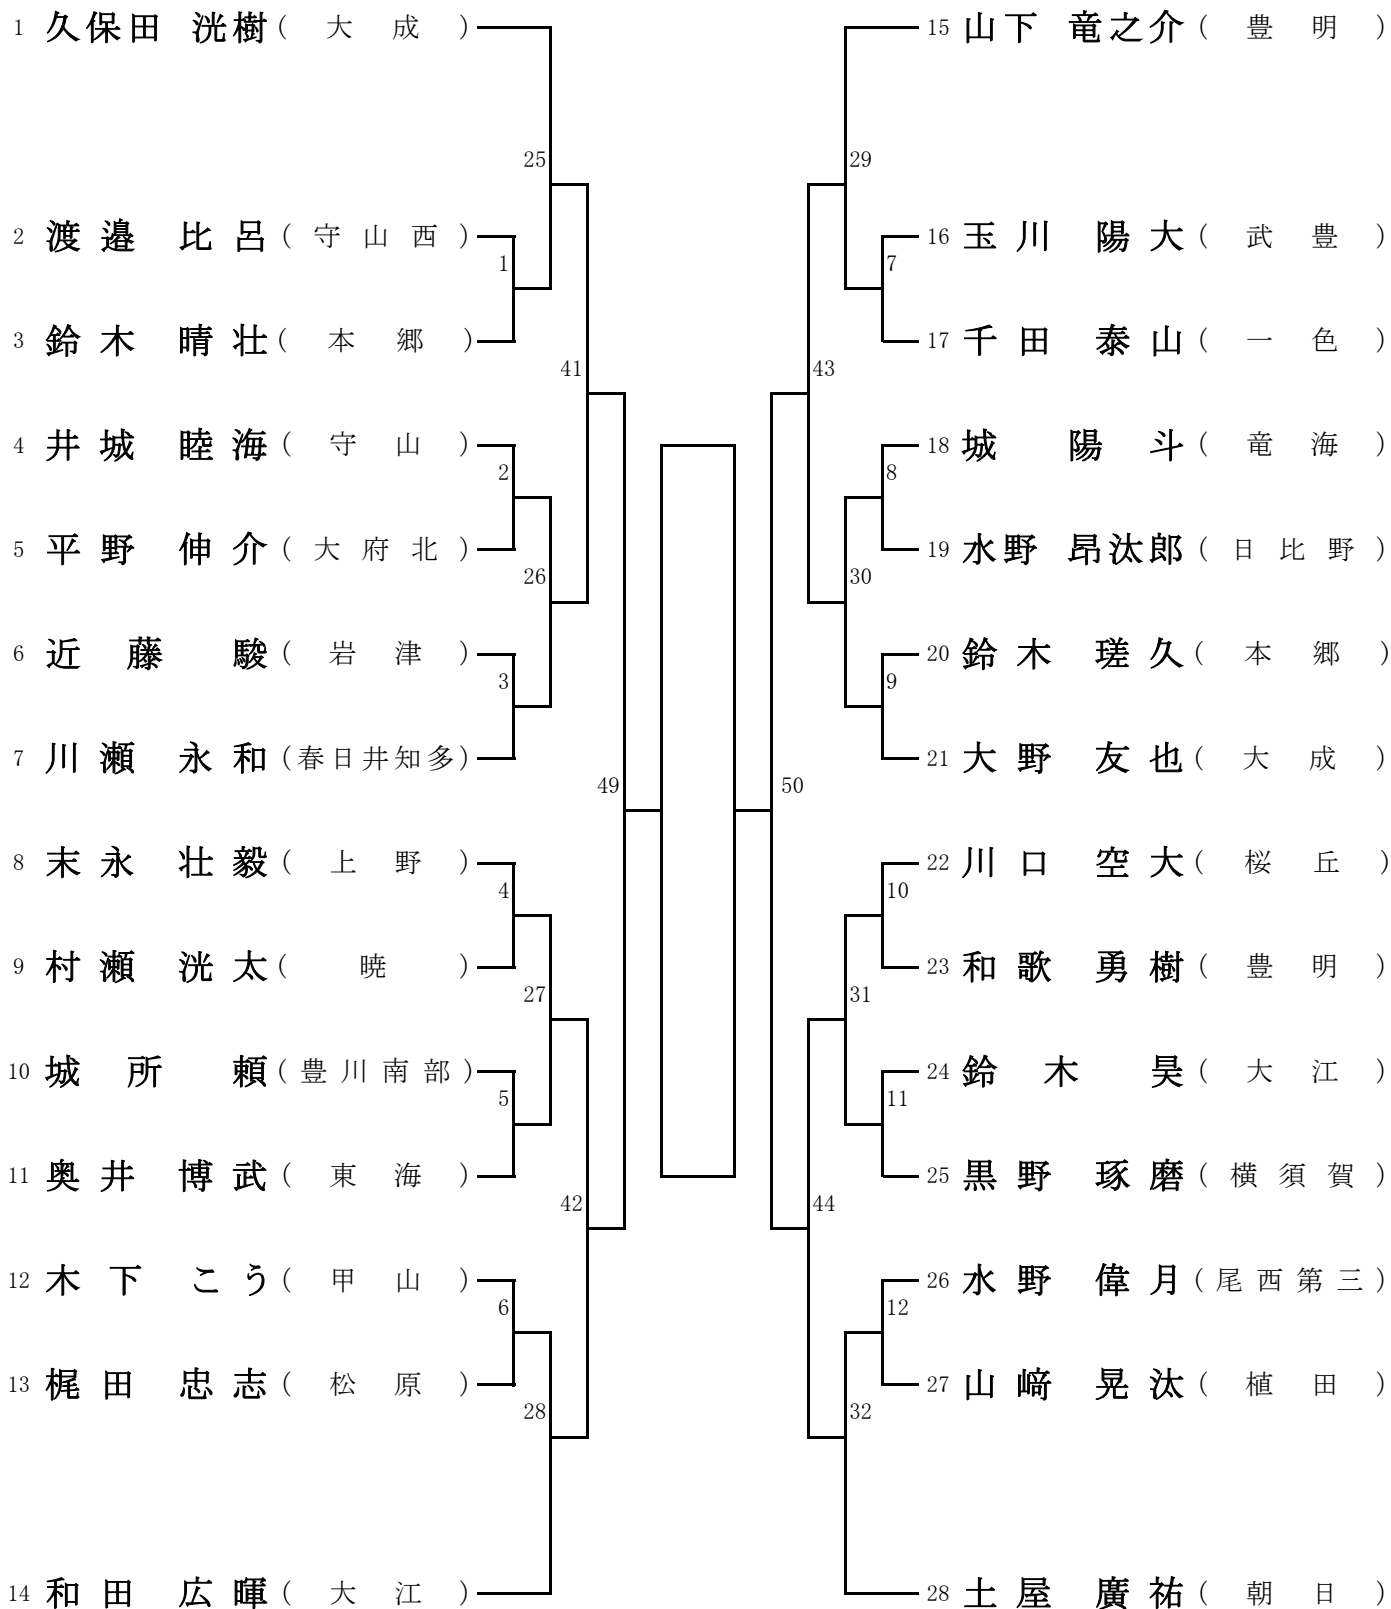 1 久保田 洸樹 ( 大 成 )
2 渡邉 比呂 ( 守山西 )
3 鈴木 晴壮 ( 本 郷 )
4 井城 睦海 ( 守 山 )
5 平野 伸介 ( 大府北 )
6 近藤 駿 ( 岩 津 )
7 川瀬 永和 ( 春日井知多 )
8 末永 壮毅 ( 上 野 )
9 村瀬 洸太 ( 暁 )
10 城所 頼 ( 豊川南部 )
11 奥井 博武 ( 東 海 )
12 木下 こう ( 甲 山 )
13 梶田 忠志 ( 松 原 )
14 和田 広暉 ( 大 江 )
25
1
41
2
26
3
49
4
27
5
42
6
28
15 山下 竜之介 ( 豊 明 )
16 玉川 陽大 ( 武 豊 )
17 千田 泰山 ( 一 色 )
18 城 陽斗 ( 竜 海 )
19 水野 昂汰郎 ( 日比野 )
20 鈴木 瑳久 ( 本 郷 )
21 大野 友也 ( 大 成 )
22 川口 空大 ( 桜 丘 )
23 和歌 勇樹 ( 豊 明 )
24 鈴木 昊 ( 大 江 )
25 黒野 琢磨 ( 横須賀 )
26 水野 偉月 ( 尾西第三 )
27 山﨑 晃汰 ( 植 田 )
28 土屋 廣祐 ( 朝 日 )
29
7
43
8
30
9
50
10
31
11
44
12
32